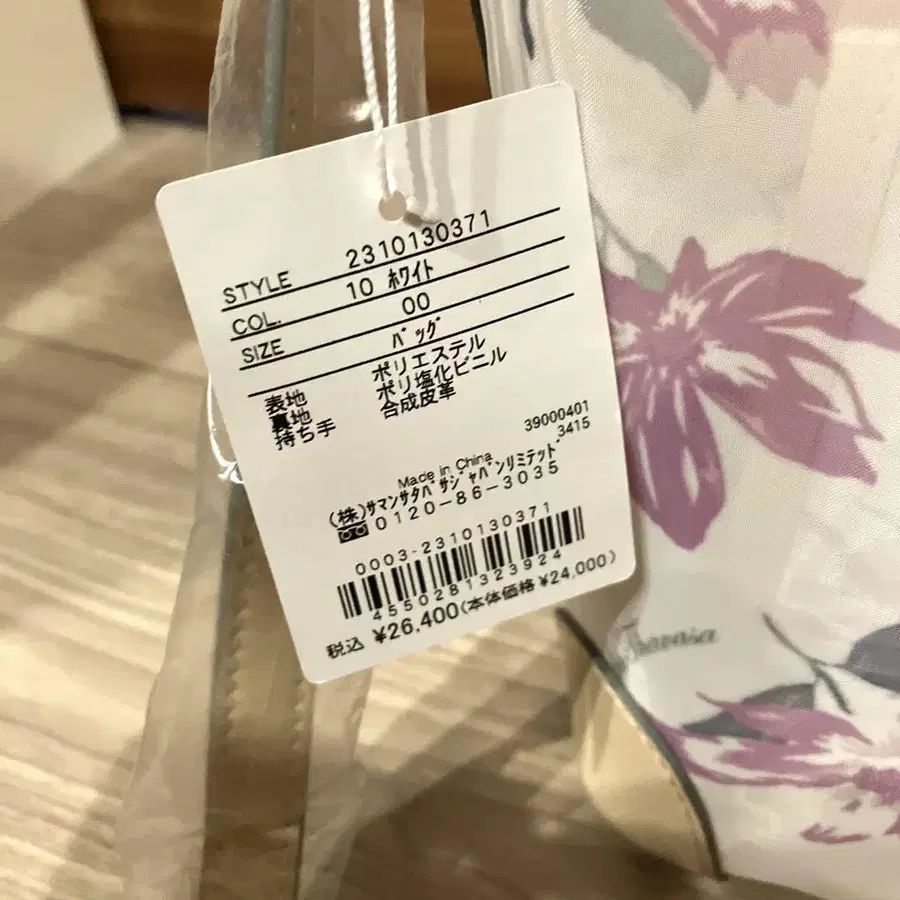 STYLE 2310130371
COL. 10 ﾎﾜｲﾄ
SIZE 00
ﾊﾞｯｸﾞ
表地 ポリエステル
裏地 ポリ塩化ビニル
持ち手 合成皮革
39000401
3415
Made in China
(株)ｻﾏﾝｻﾀﾊﾞｻｼﾞｬﾊﾟﾝﾘﾐﾃｯﾄﾞ
0120-86-3035
0003-2310130371
4550281323924
税込 ¥26,400(本体価格 ¥24,000)